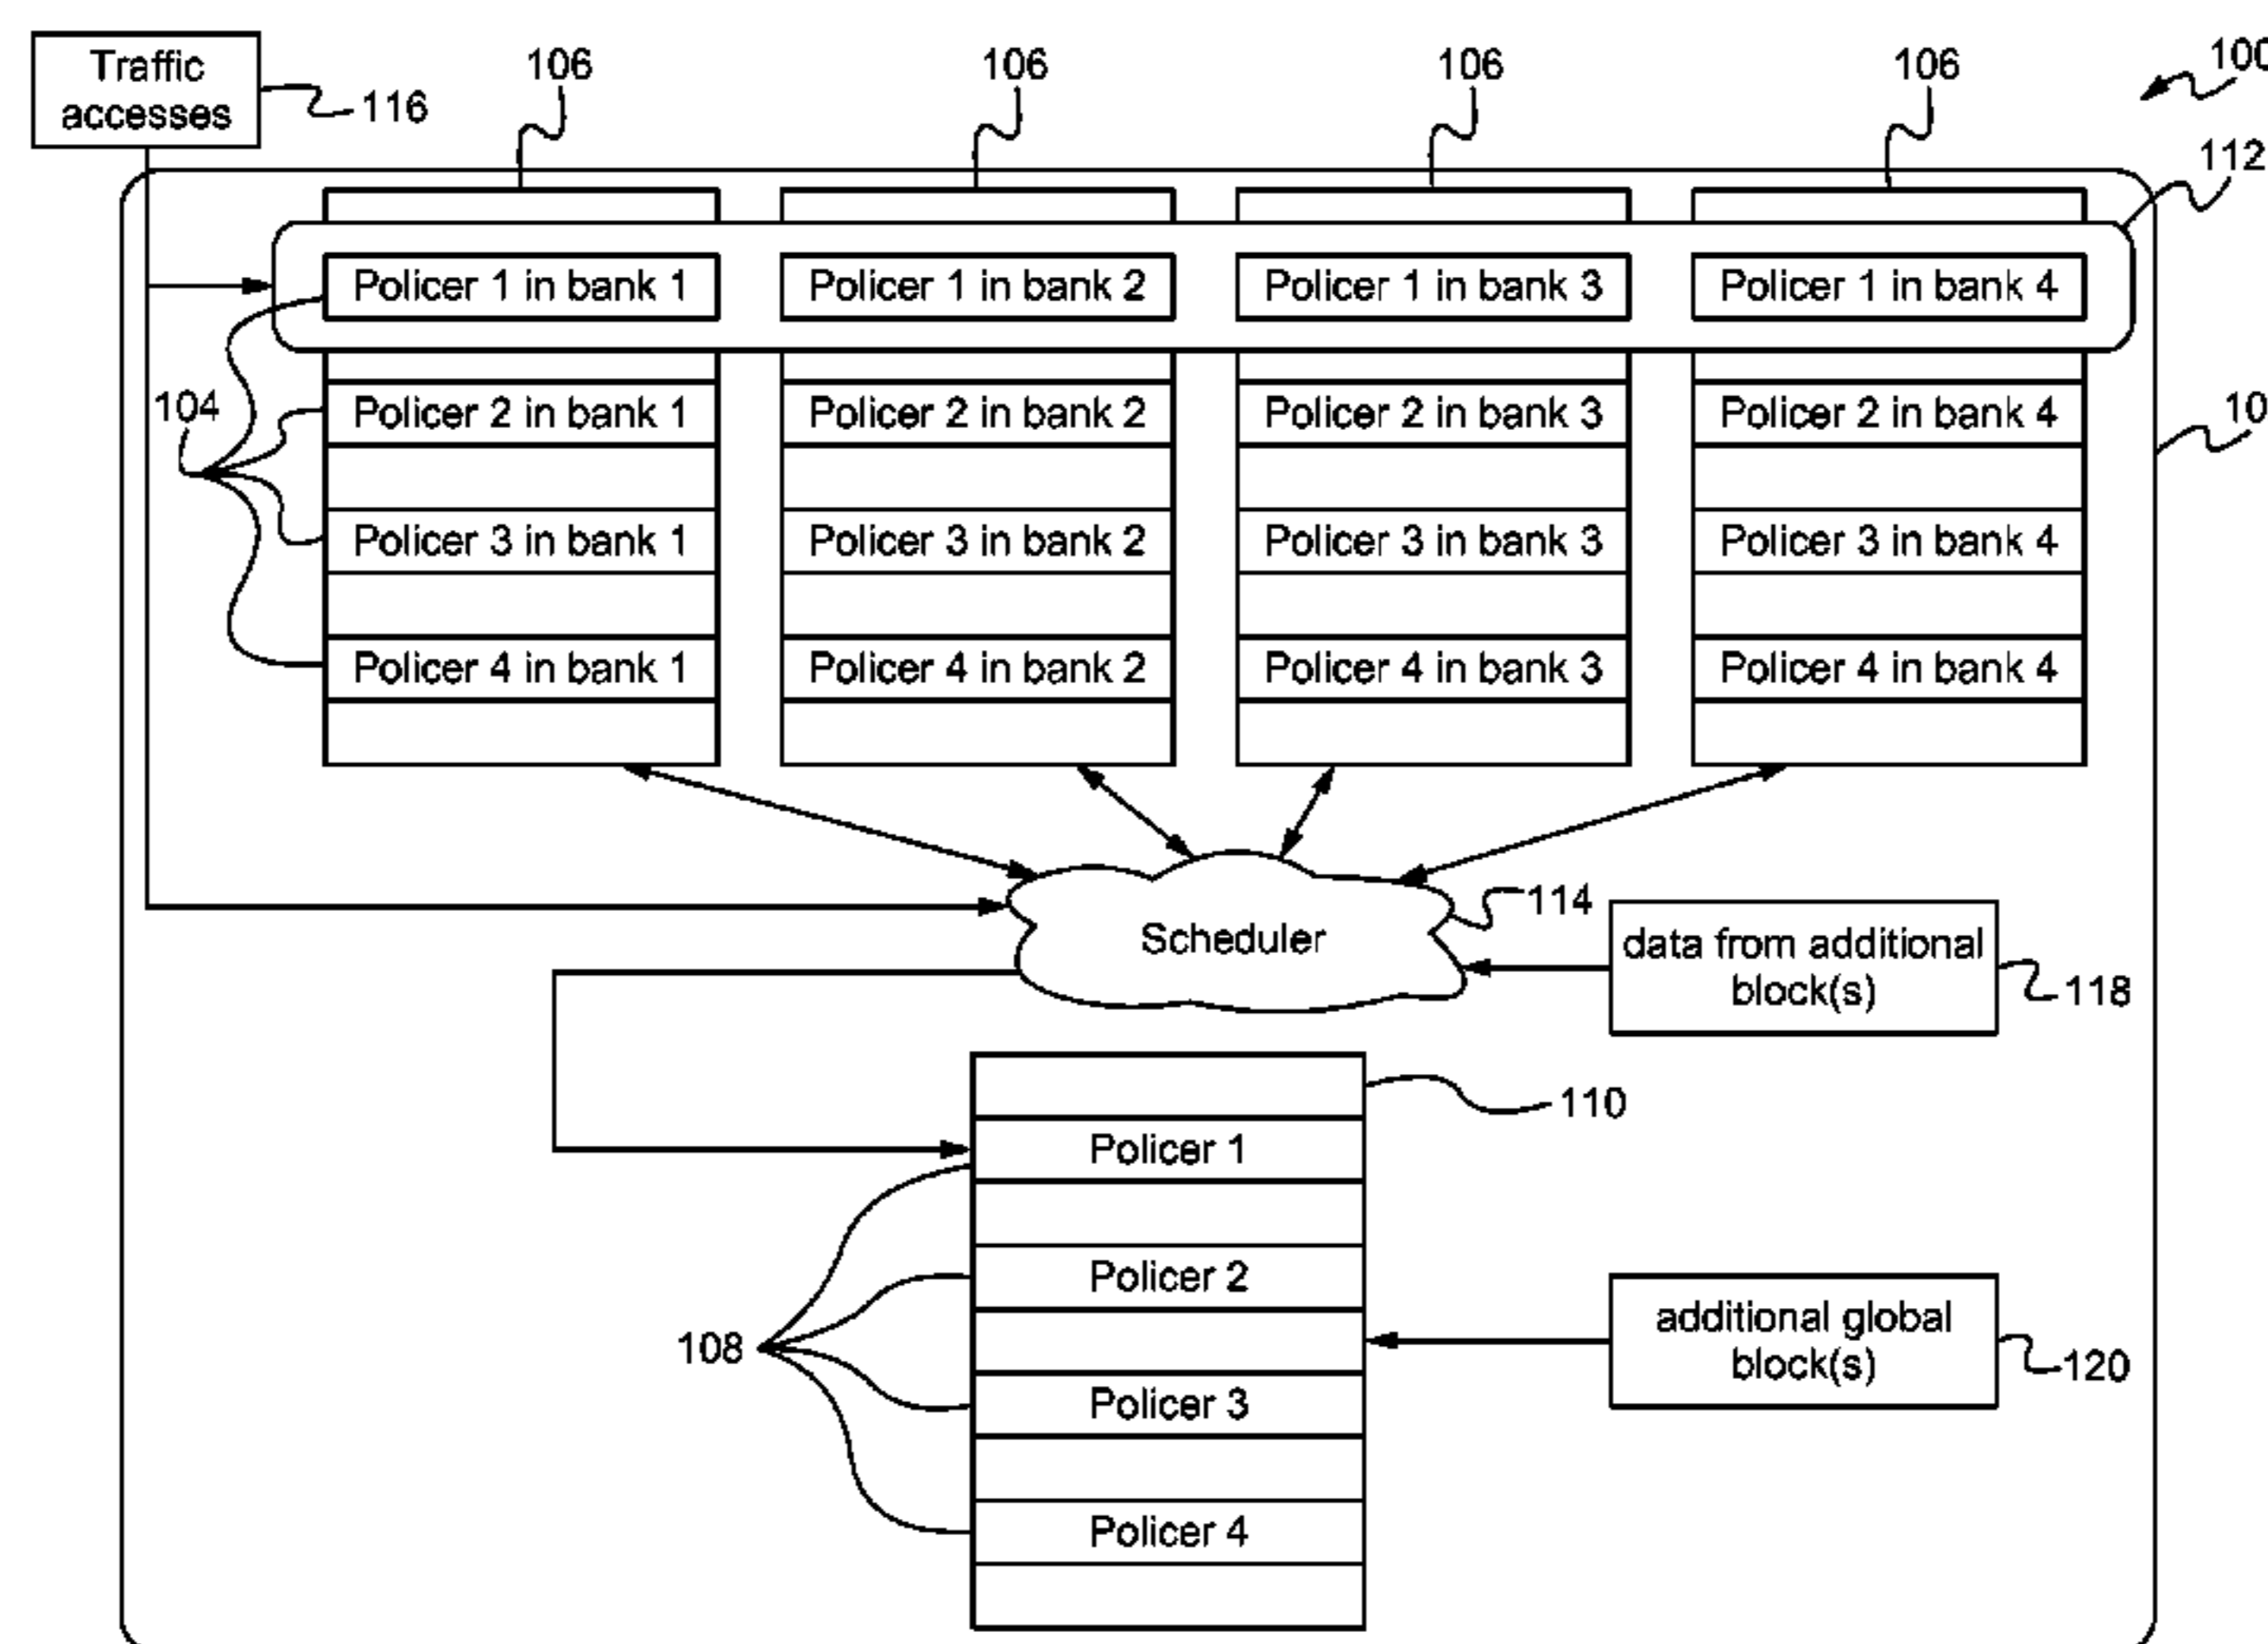 Traffic
accesses
116
106
106
106
106
100
112
Policer 1 in bank 1
Policer 1 in bank 2
Policer 1 in bank 3
Policer 1 in bank 4
104
Policer 2 in bank 1
Policer 2 in bank 2
Policer 2 in bank 3
Policer 2 in bank 4
Policer 3 in bank 1
Policer 3 in bank 2
Policer 3 in bank 3
Policer 3 in bank 4
Policer 4 in bank 1
Policer 4 in bank 2
Policer 4 in bank 3
Policer 4 in bank 4
Scheduler
114
data from additional
block(s)
118
110
Policer 1
Policer 2
108
additional global
block(s)
120
Policer 3
Policer 4